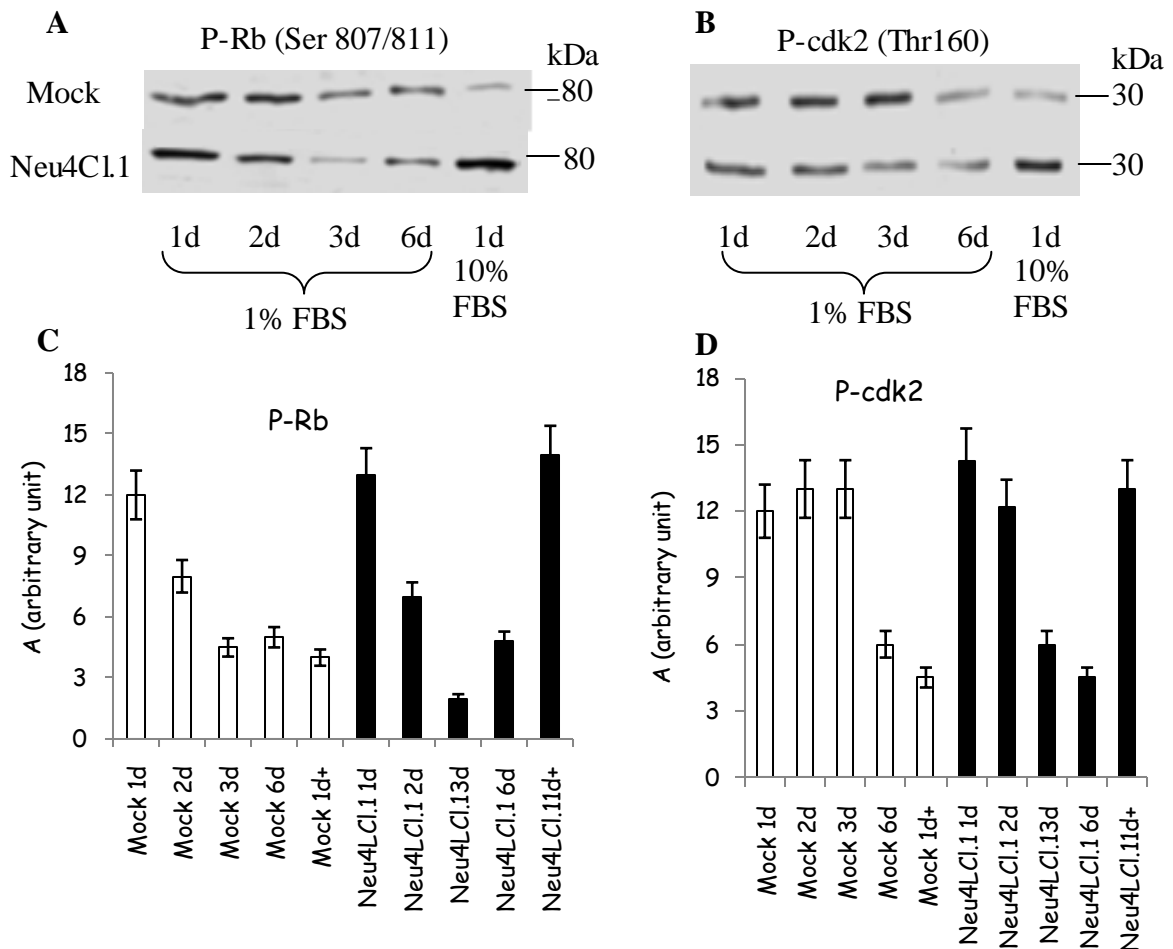 A
P-Rb (Ser 807/811)
kDa
Mock
80
Neu4Cl.1
80
1d 2d 3d 6d 1d
10%
FBS
1% FBS
B
P-cdk2 (Thr160)
kDa
30
30
1d 2d 3d 6d 1d
10%
FBS
1% FBS
C
P-Rb
A (arbitrary unit)
18
15
12
9
6
3
0
Mock 1d
Mock 2d
Mock 3d
Mock 6d
Mock 1d+
Neu4LCl.1 1d
Neu4LCl.1 2d
Neu4LCl.13d
Neu4LCl.1 6d
Neu4LCl.11d+
D
P-cdk2
A (arbitrary unit)
18
15
12
9
6
3
0
Mock 1d
Mock 2d
Mock 3d
Mock 6d
Mock 1d+
Neu4LCl.1 1d
Neu4LCl.1 2d
Neu4LCl.13d
Neu4LCl.1 6d
Neu4LCl.11d+